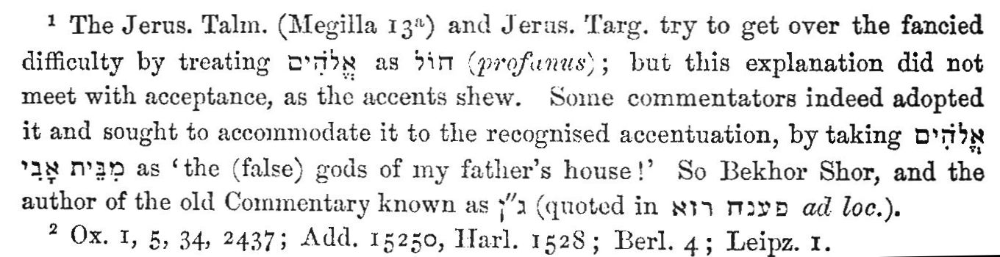 ¹ The Jerus. Talm. (Megilla 13ᵃ) and Jerus. Targ. try to get over the fancied
difficulty by treating אֱלֹהִים as חוֹל (profanus); but this explanation did not
meet with acceptance, as the accents shew. Some commentators indeed adopted
it and sought to accommodate it to the recognised accentuation, by taking אֱלֹהִים
מִבֵּית אָבִי as ‘the (false) gods of my father’s house!’ So Bekhor Shor, and the
author of the old Commentary known as ג״ן (quoted in פענח רזא ad loc.).
² Ox. 1, 5, 34, 2437; Add. 15250, Harl. 1528; Berl. 4; Leipz. 1.